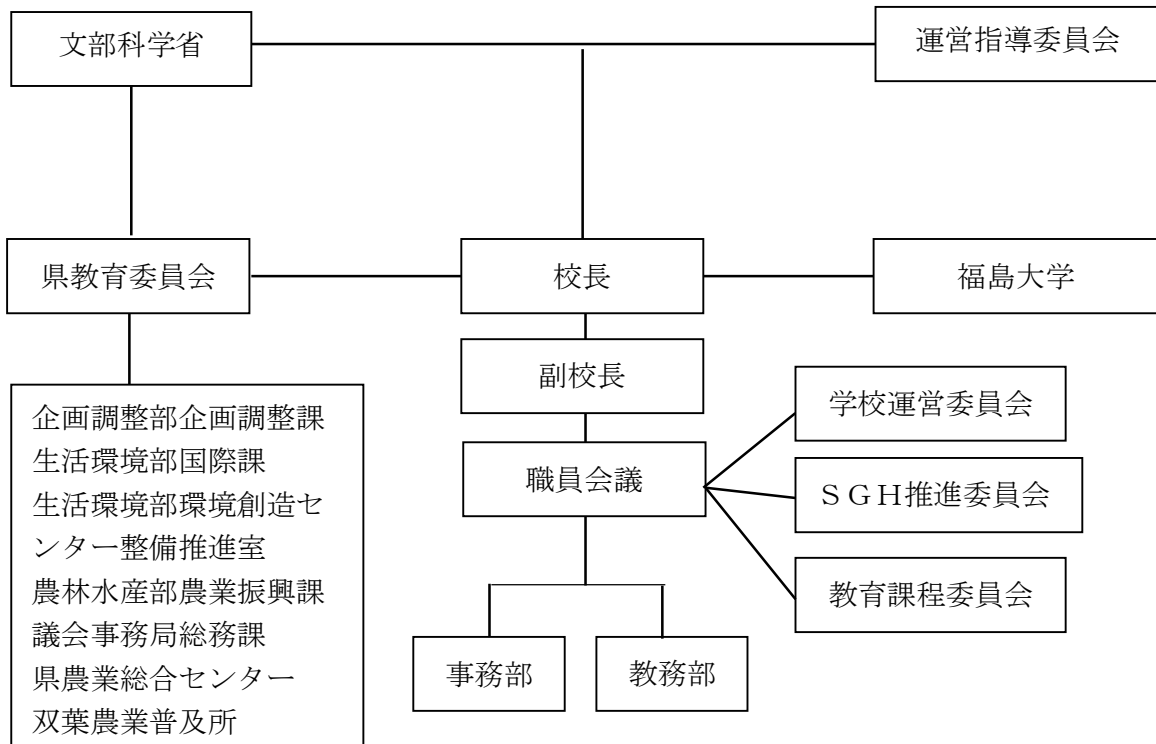 文部科学省
運営指導委員会
県教育委員会
校長
福島大学
副校長
企画調整部企画調整課
生活環境部国際課
生活環境部環境創造セ
ンター整備推進室
農林水産部農業振興課
議会事務局総務課
県農業総合センター
双葉農業普及所
職員会議
学校運営委員会
ＳＧＨ推進委員会
教育課程委員会
事務部
教務部